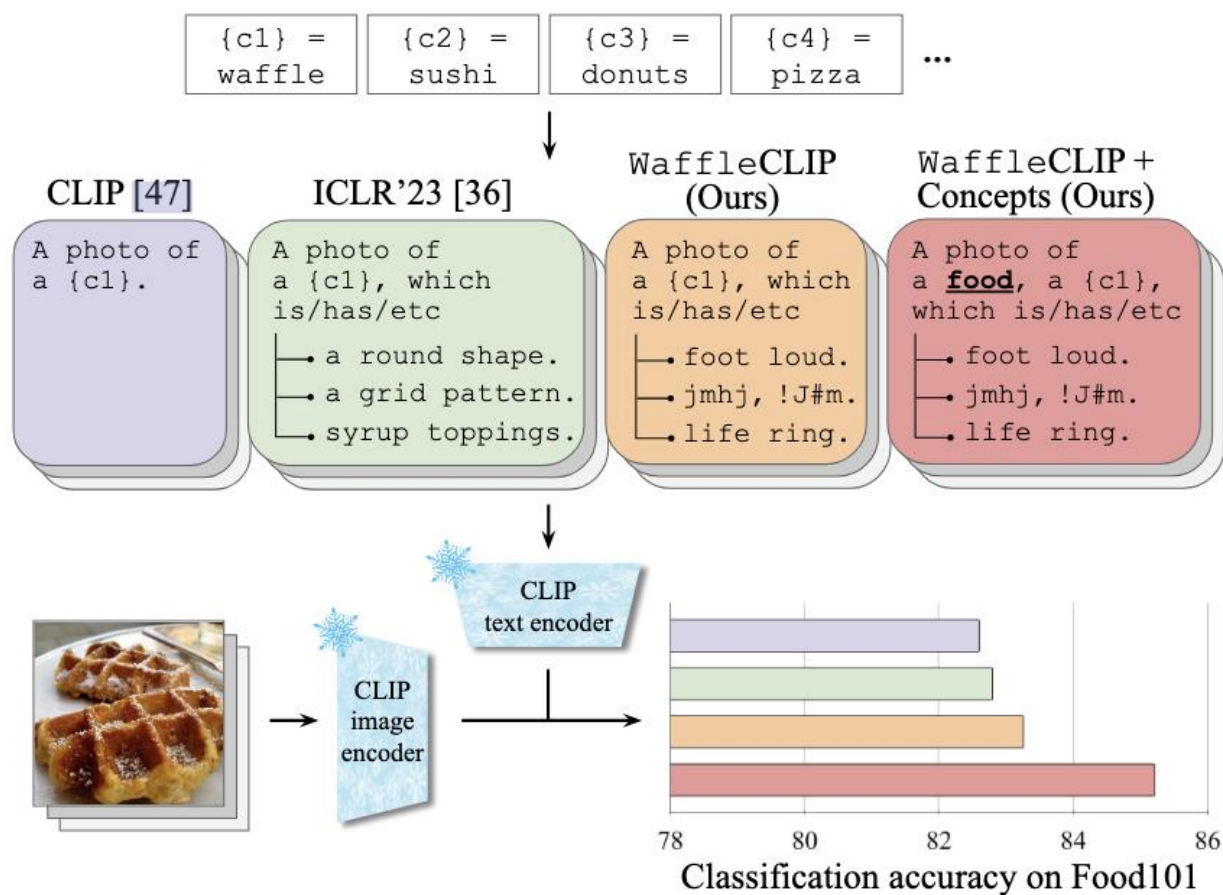 {c1} =
waffle
{c2} =
sushi
{c3} =
donuts
{c4} =
pizza
...
CLIP [47]
A photo of
a {c1}.
ICLR'23 [36]
A photo of
a {c1}, which
is/has/etc
a round shape.
a grid pattern.
syrup toppings.
WaffleCLIP
(Ours)
A photo of
a {c1}, which
is/has/etc
foot loud.
jmhj, !J#m.
life ring.
WaffleCLIP +
Concepts (Ours)
A photo of
a food, a {c1},
which is/has/etc
foot loud.
jmhj, !J#m.
life ring.
CLIP
text encoder
CLIP
image
encoder
78 80 82 84 86
Classification accuracy on Food101